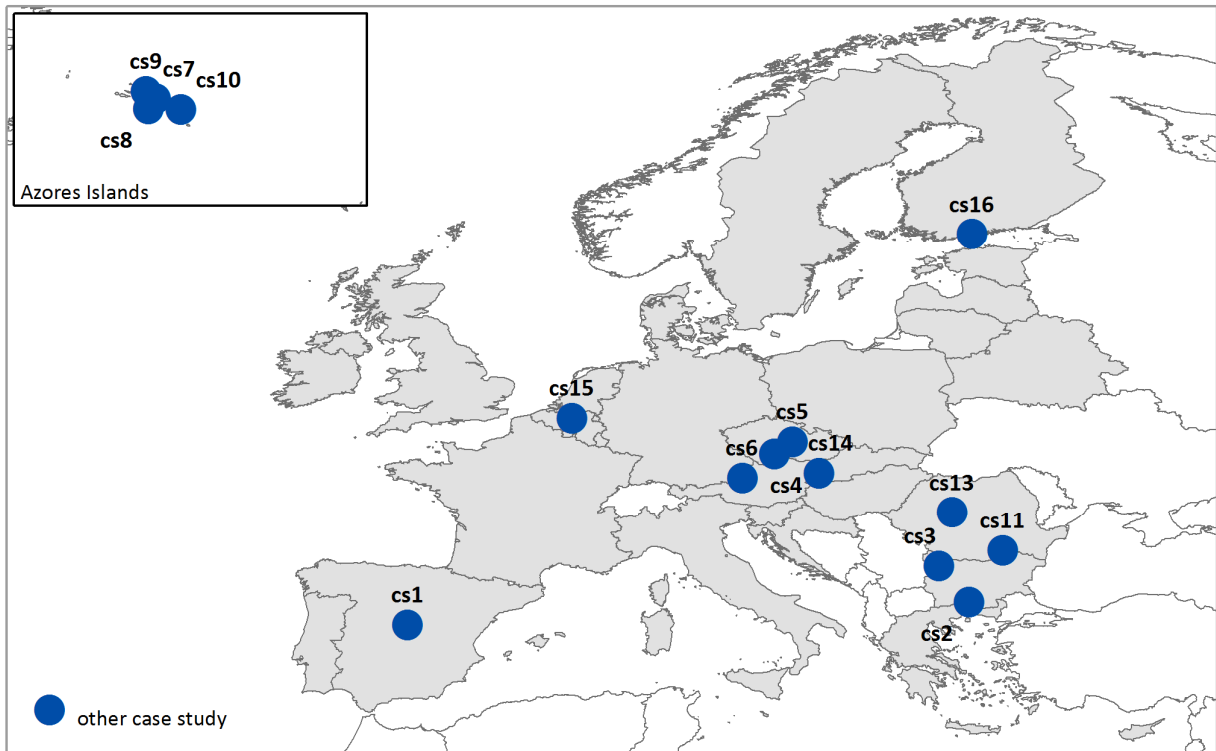 cs9
cs7
cs10
cs8
Azores Islands
cs16
cs15
cs5
cs6
cs14
cs4
cs13
cs11
cs3
cs1
cs2
other case study